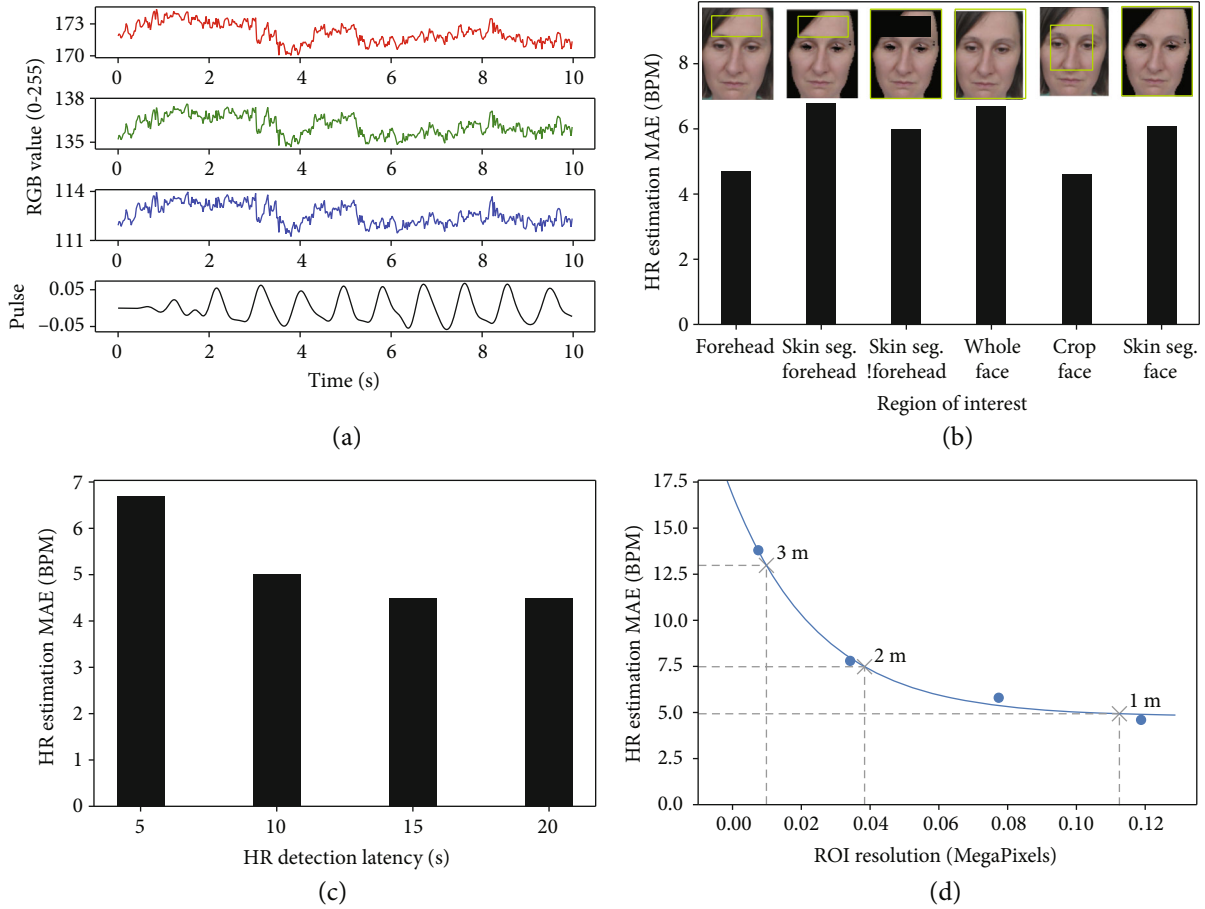 173
170
0 2 4 6 8 10
138
135
0 2 4 6 8 10
114
111
0 2 4 6 8 10
0.05
−0.05
0 2 4 6 8 10
RGB value (0-255)
Pulse
Time (s)
(a)
HR estimation MAE (BPM)
8
6
4
2
0
Forehead
Skin seg.
forehead
Skin seg.
!forehead
Whole
face
Crop
face
Skin seg.
face
Region of interest
(b)
HR estimation MAE (BPM)
7
6
5
4
3
2
1
0
5 10 15 20
HR detection latency (s)
(c)
HR estimation MAE (BPM)
17.5
15.0
12.5
10.0
7.5
5.0
2.5
0.0
3 m
2 m
1 m
0.00 0.02 0.04 0.06 0.08 0.10 0.12
ROI resolution (MegaPixels)
(d)